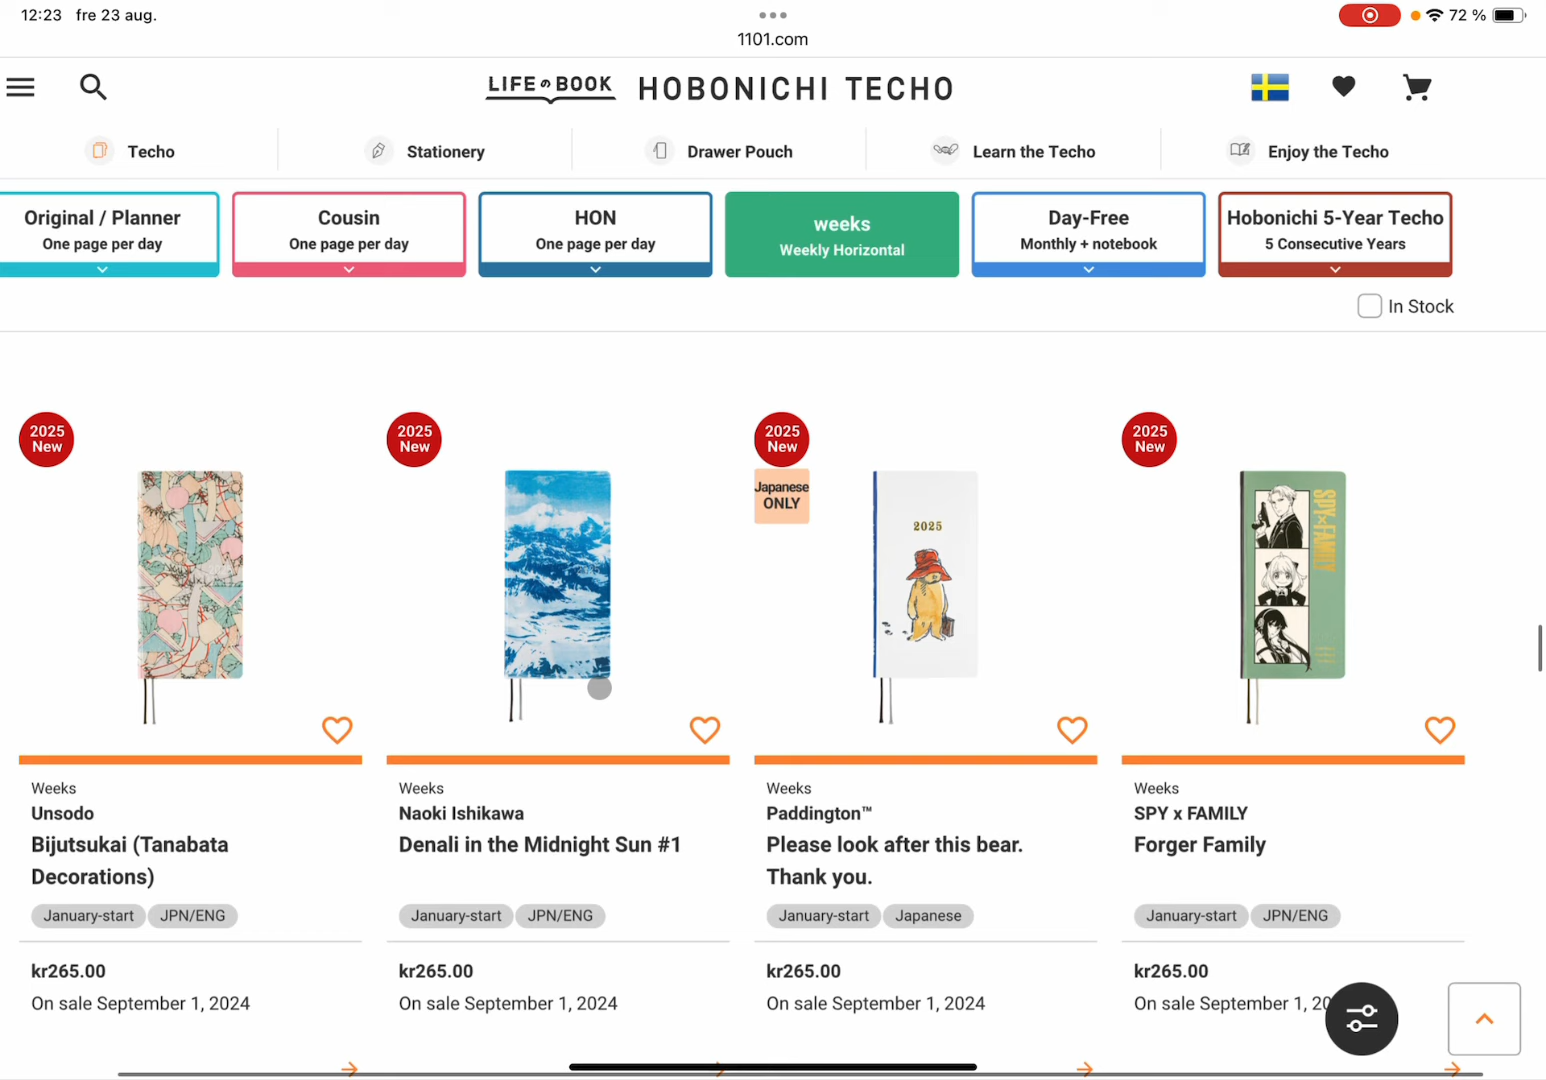 12:23 fre 23 aug.
72 %
1101.com
LIFE の BOOK HOBONICHI TECHO
Techo
Stationery
Drawer Pouch
Learn the Techo
Enjoy the Techo
Original / Planner
One page per day
Cousin
One page per day
HON
One page per day
weeks
Weekly Horizontal
Day-Free
Monthly + notebook
Hobonichi 5-Year Techo
5 Consecutive Years
In Stock
2025
New
2025
New
2025
New
Japanese
ONLY
2025
2025
New
SPY×FAMILY
Weeks
Unsodo
Bijutsukai (Tanabata
Decorations)
January-start JPN/ENG
kr265.00
On sale September 1, 2024
Weeks
Naoki Ishikawa
Denali in the Midnight Sun #1
January-start JPN/ENG
kr265.00
On sale September 1, 2024
Weeks
Paddington™
Please look after this bear.
Thank you.
January-start Japanese
kr265.00
On sale September 1, 2024
Weeks
SPY x FAMILY
Forger Family
January-start JPN/ENG
kr265.00
On sale September 1, 20